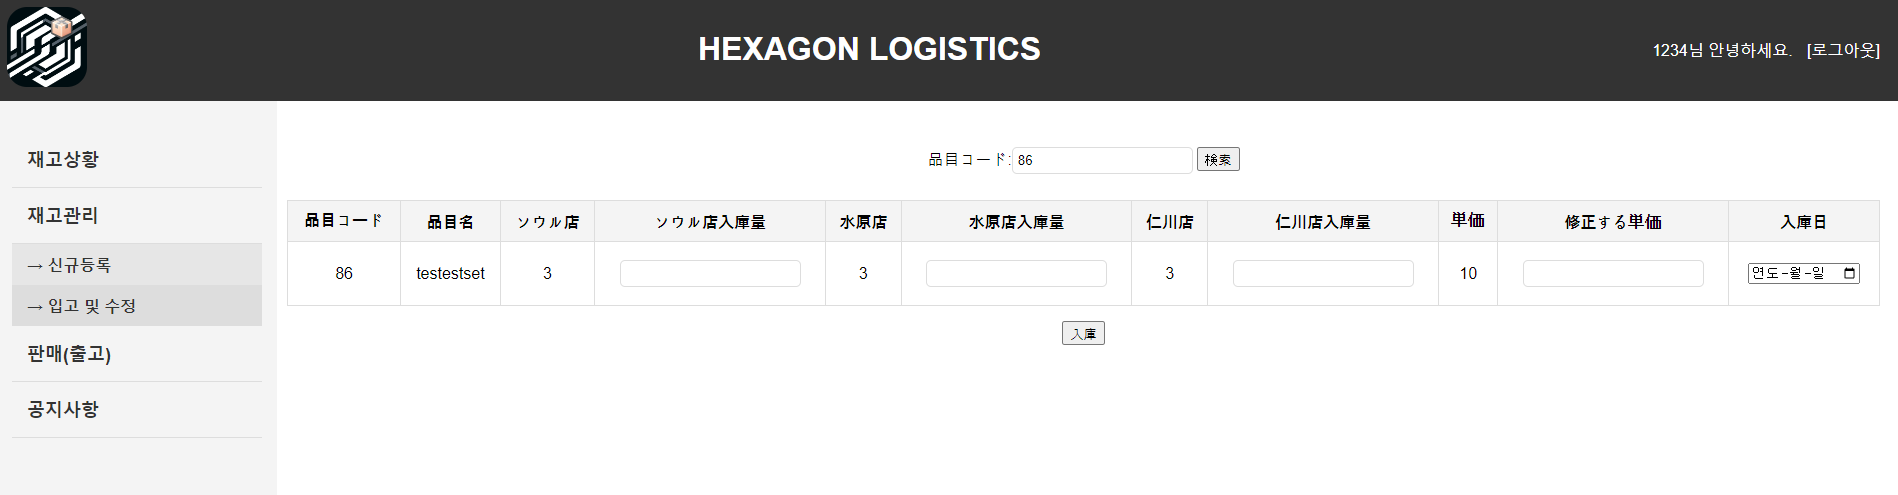 HEXAGON LOGISTICS
1234님 안녕하세요. [로그아웃]
재고상황
재고관리
→ 신규등록
→ 입고 및 수정
판매(출고)
공지사항
品目コード: 86 検索
品目コード 品目名 ソウル店 ソウル店入庫量 水原店 水原店入庫量 仁川店 仁川店入庫量 単価 修正する単価 入庫日
86 testestset 3 3 3 10 연도-월-일
入庫